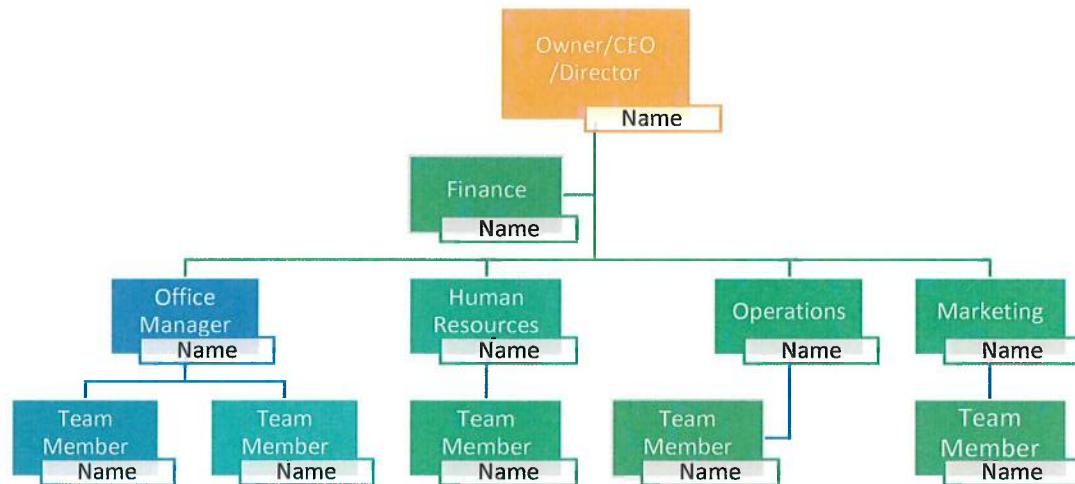 Owner/CEO
/Director
Name
Finance
Name
Office
Manager
Name
Human
Resources
Name
Operations
Name
Marketing
Name
Team
Member
Name
Team
Member
Name
Team
Member
Name
Team
Member
Name
Team
Member
Name